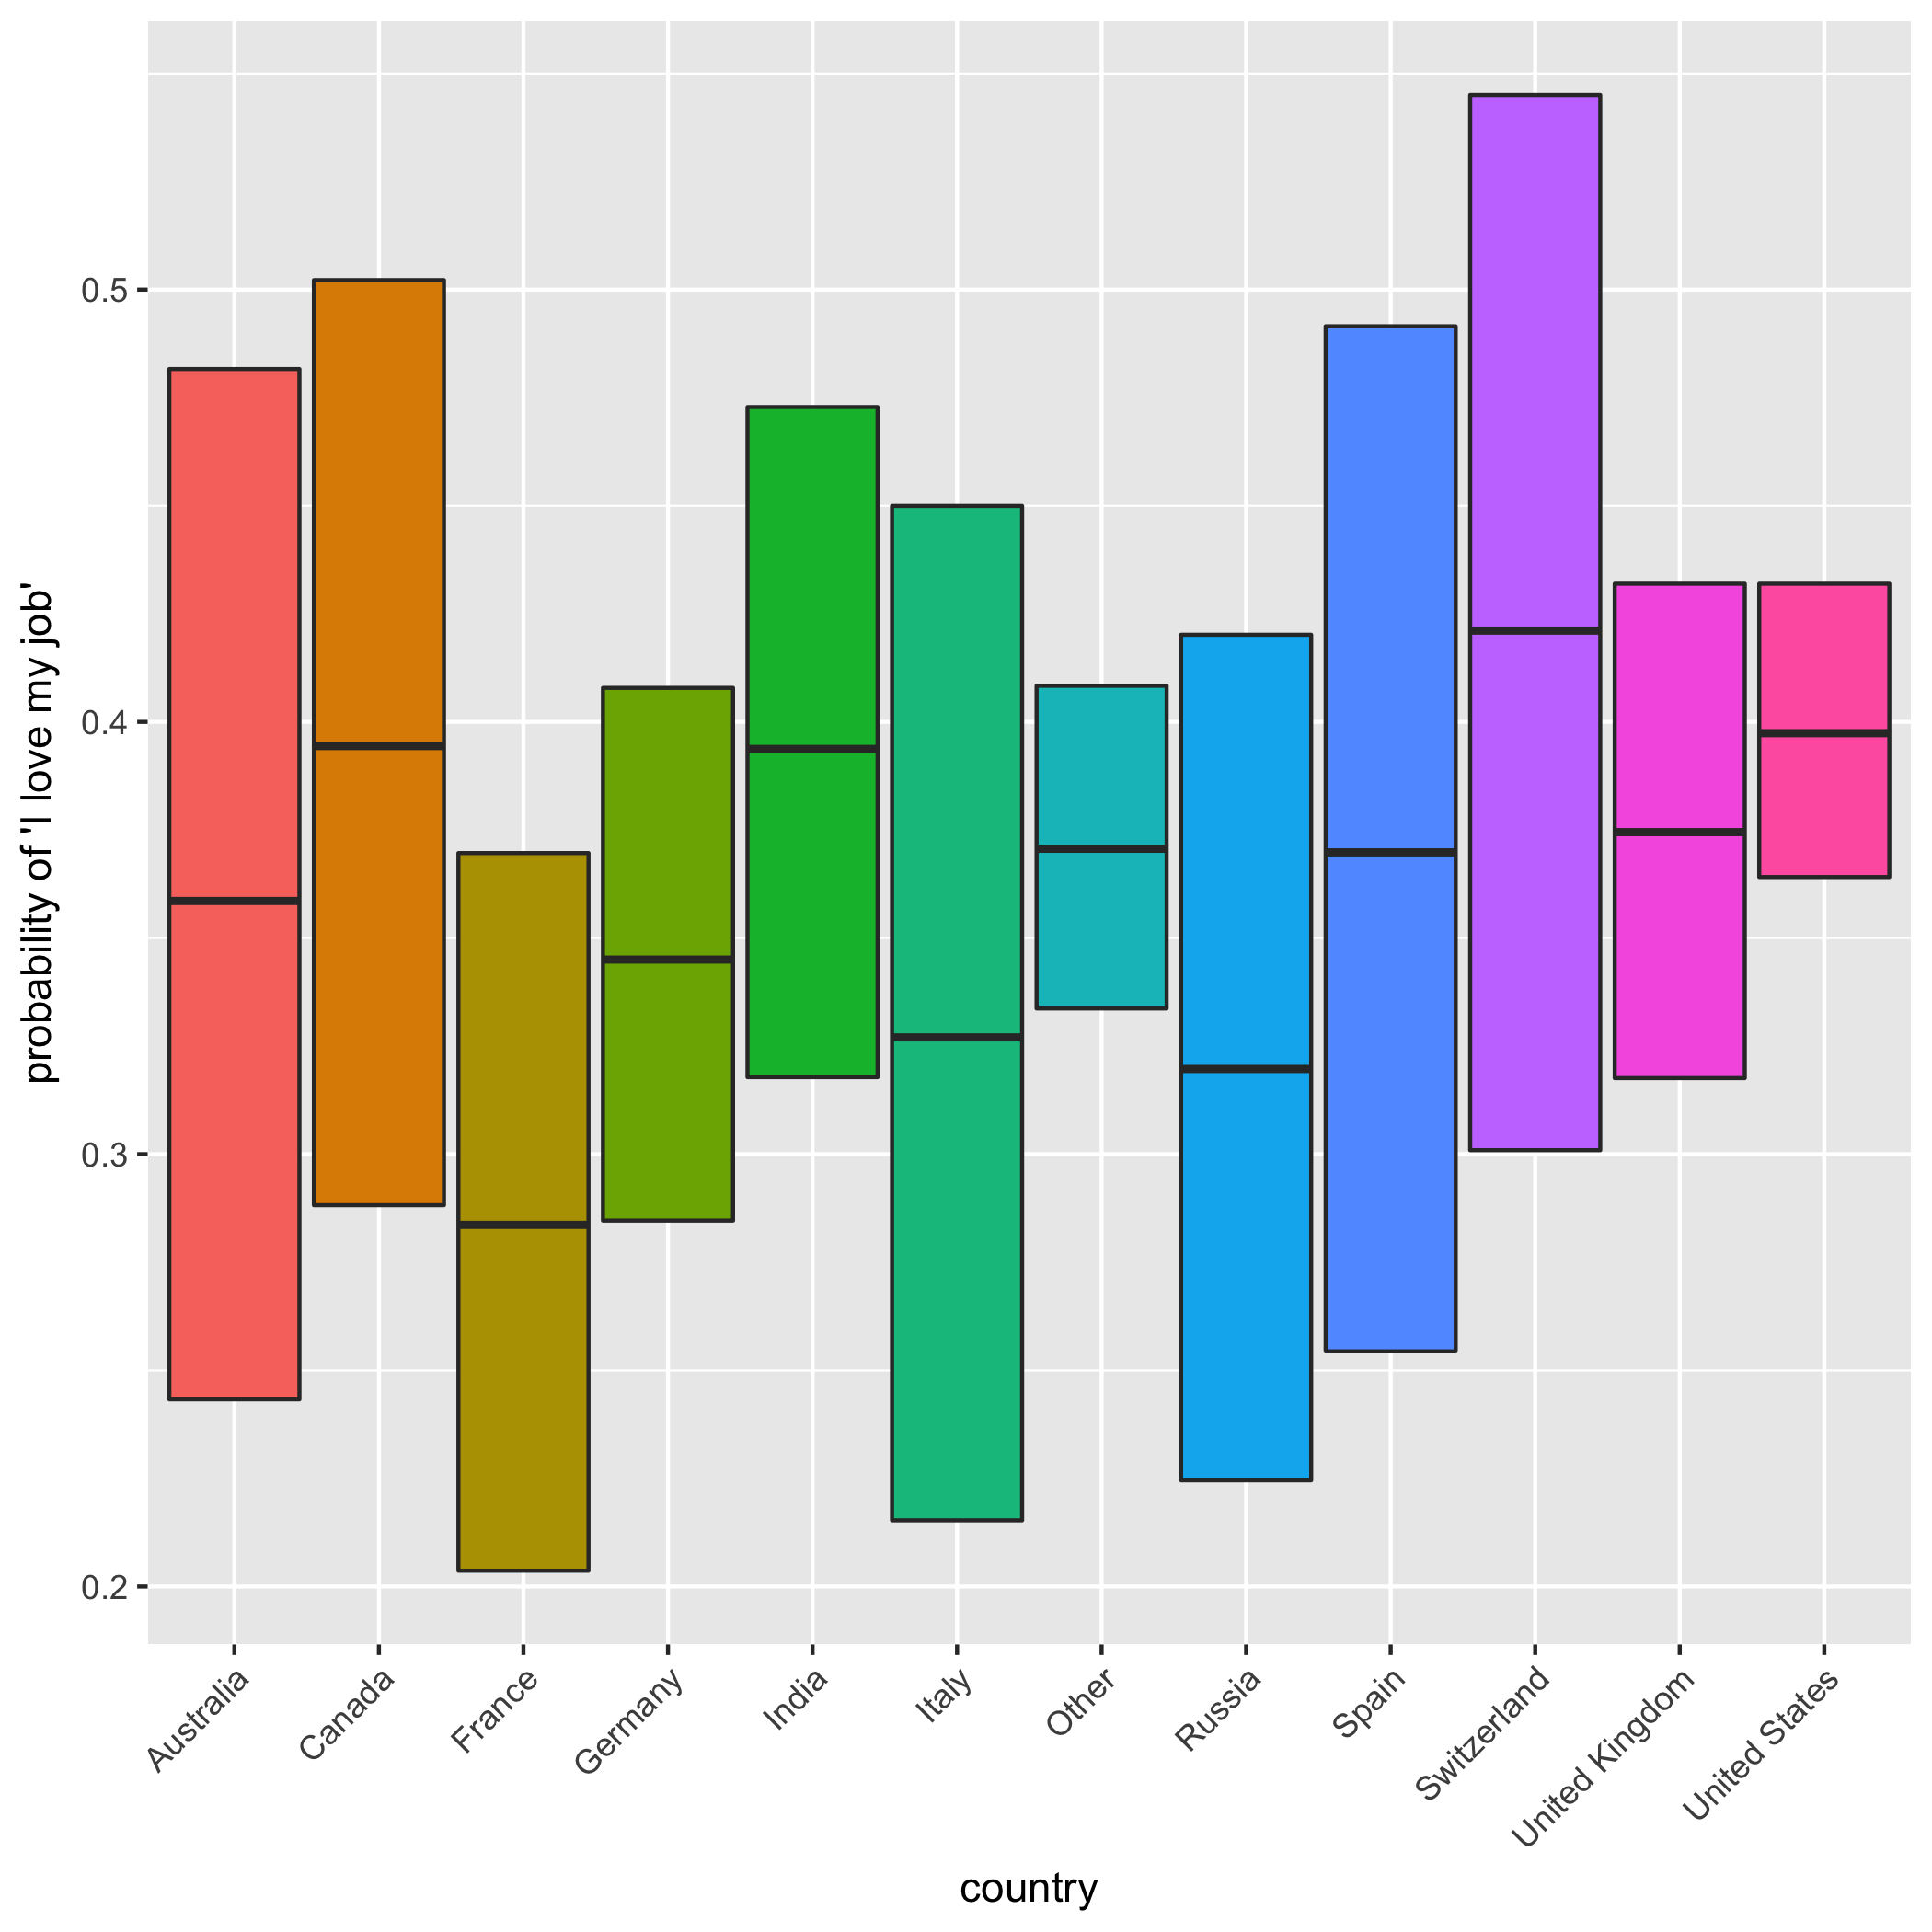 probability of 'I love my job'
0.5
0.4
0.3
0.2
Australia
Canada
France
Germany
India
Italy
Other
Russia
Spain
Switzerland
United Kingdom
United States
country